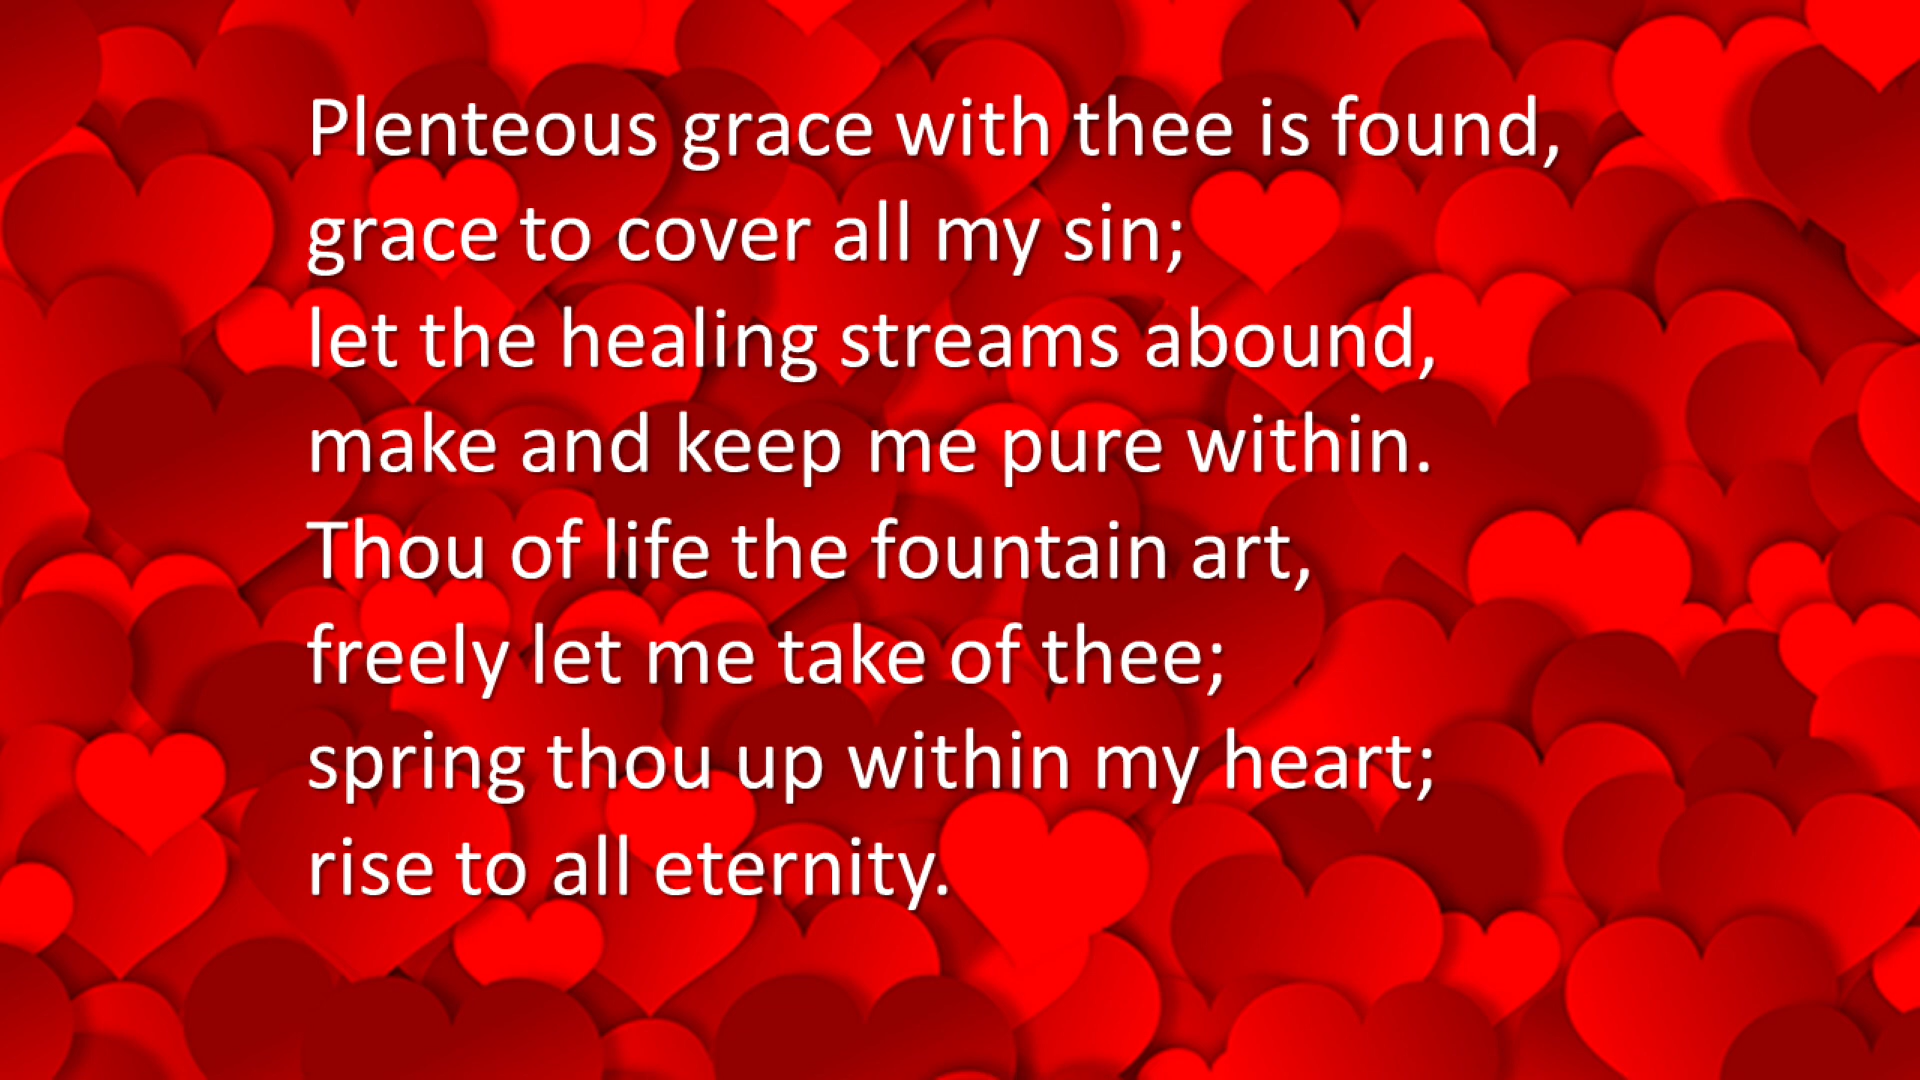 Plenteous grace with thee is found,
grace to cover all my sin;
let the healing streams abound,
make and keep me pure within.
Thou of life the fountain art,
freely let me take of thee;
spring thou up within my heart;
rise to all eternity.